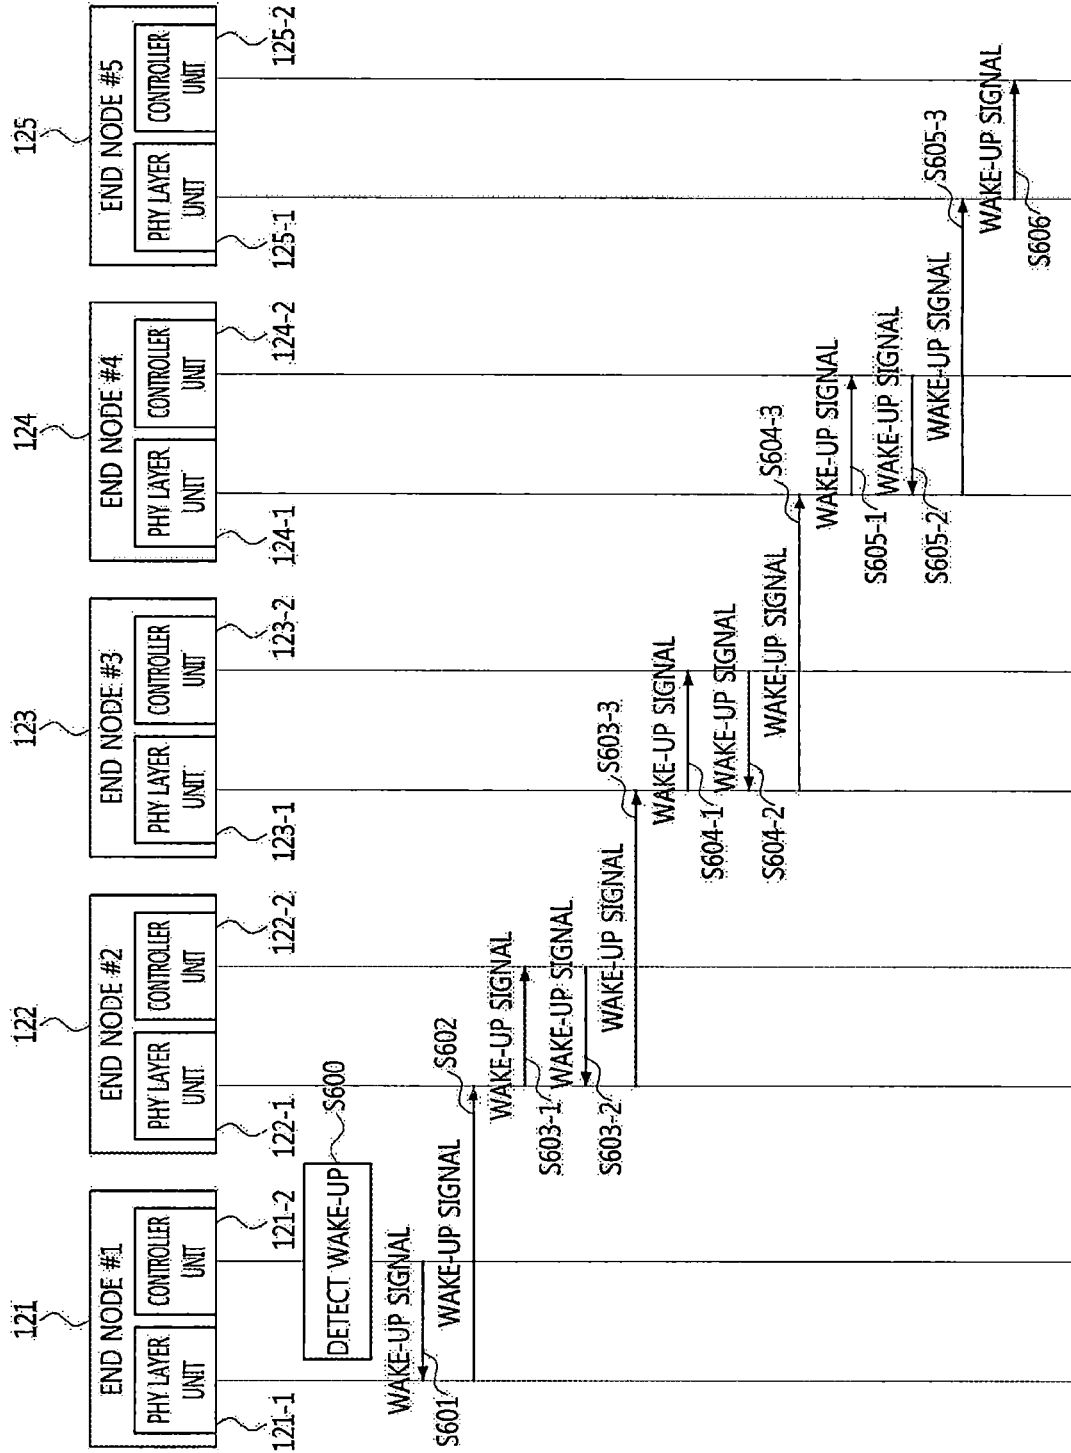 121
122
123
124
125
END NODE #1
END NODE #2
END NODE #3
END NODE #4
END NODE #5
PHY LAYER
UNIT
CONTROLLER
UNIT
PHY LAYER
UNIT
CONTROLLER
UNIT
PHY LAYER
UNIT
CONTROLLER
UNIT
PHY LAYER
UNIT
CONTROLLER
UNIT
PHY LAYER
UNIT
CONTROLLER
UNIT
121-1
121-2
122-1
122-2
123-1
123-2
124-1
124-2
125-1
125-2
DETECT WAKE-UP
S600
WAKE-UP SIGNAL
S601
WAKE-UP SIGNAL
S602
WAKE-UP SIGNAL
S603-1
WAKE-UP SIGNAL
S603-2
WAKE-UP SIGNAL
S603-3
WAKE-UP SIGNAL
S604-1
WAKE-UP SIGNAL
S604-2
WAKE-UP SIGNAL
S604-3
WAKE-UP SIGNAL
S605-1
WAKE-UP SIGNAL
S605-2
WAKE-UP SIGNAL
S605-3
WAKE-UP SIGNAL
S606